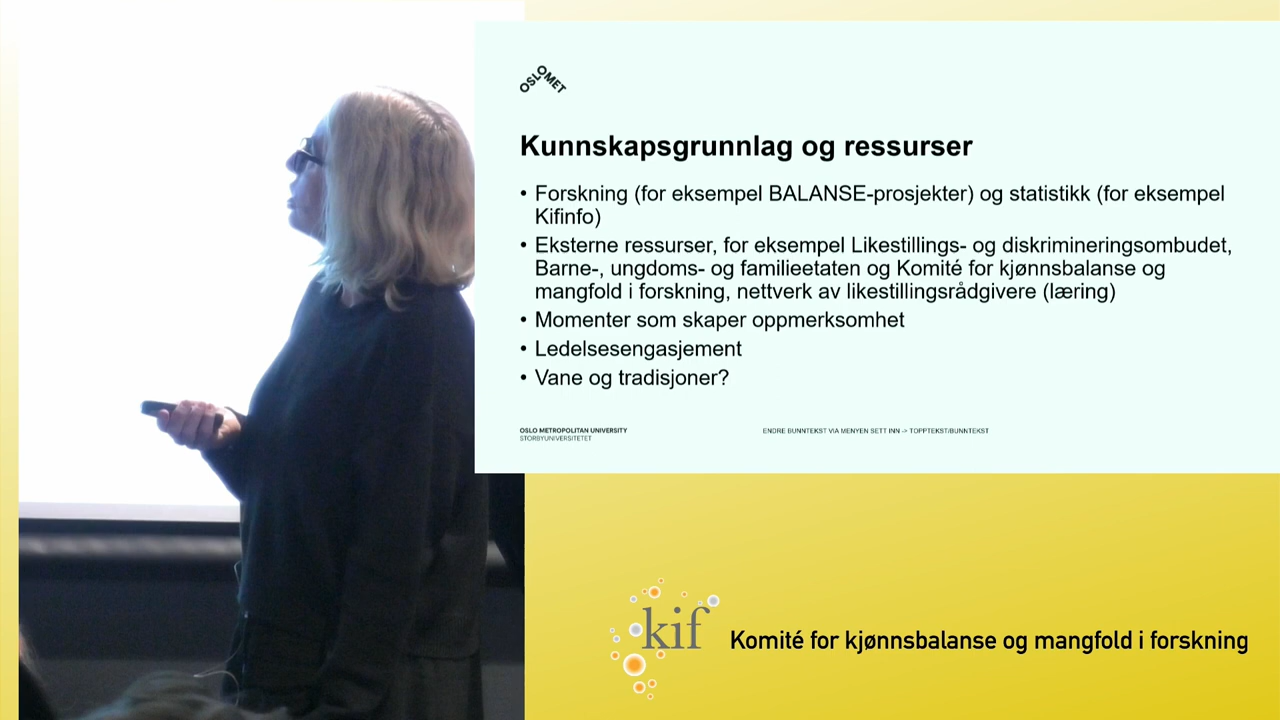 OSLOMET
Kunnskapsgrunnlag og ressurser
• Forskning (for eksempel BALANSE-prosjekter) og statistikk (for eksempel
Kifinfo)
• Eksterne ressurser, for eksempel Likestillings- og diskrimineringsombudet,
Barne-, ungdoms- og familieetaten og Komité for kjønnsbalanse og
mangfold i forskning, nettverk av likestillingsrådgivere (læring)
• Momenter som skaper oppmerksomhet
• Ledelsesengasjement
• Vane og tradisjoner?
OSLO METROPOLITAN UNIVERSITY
STORBYUNIVERSITETET
ENDRE BUNNTEKST VIA MENYEN SETT INN -> TOPPTEKST/BUNNTEKST
kif
Komité for kjønnsbalanse og mangfold i forskning